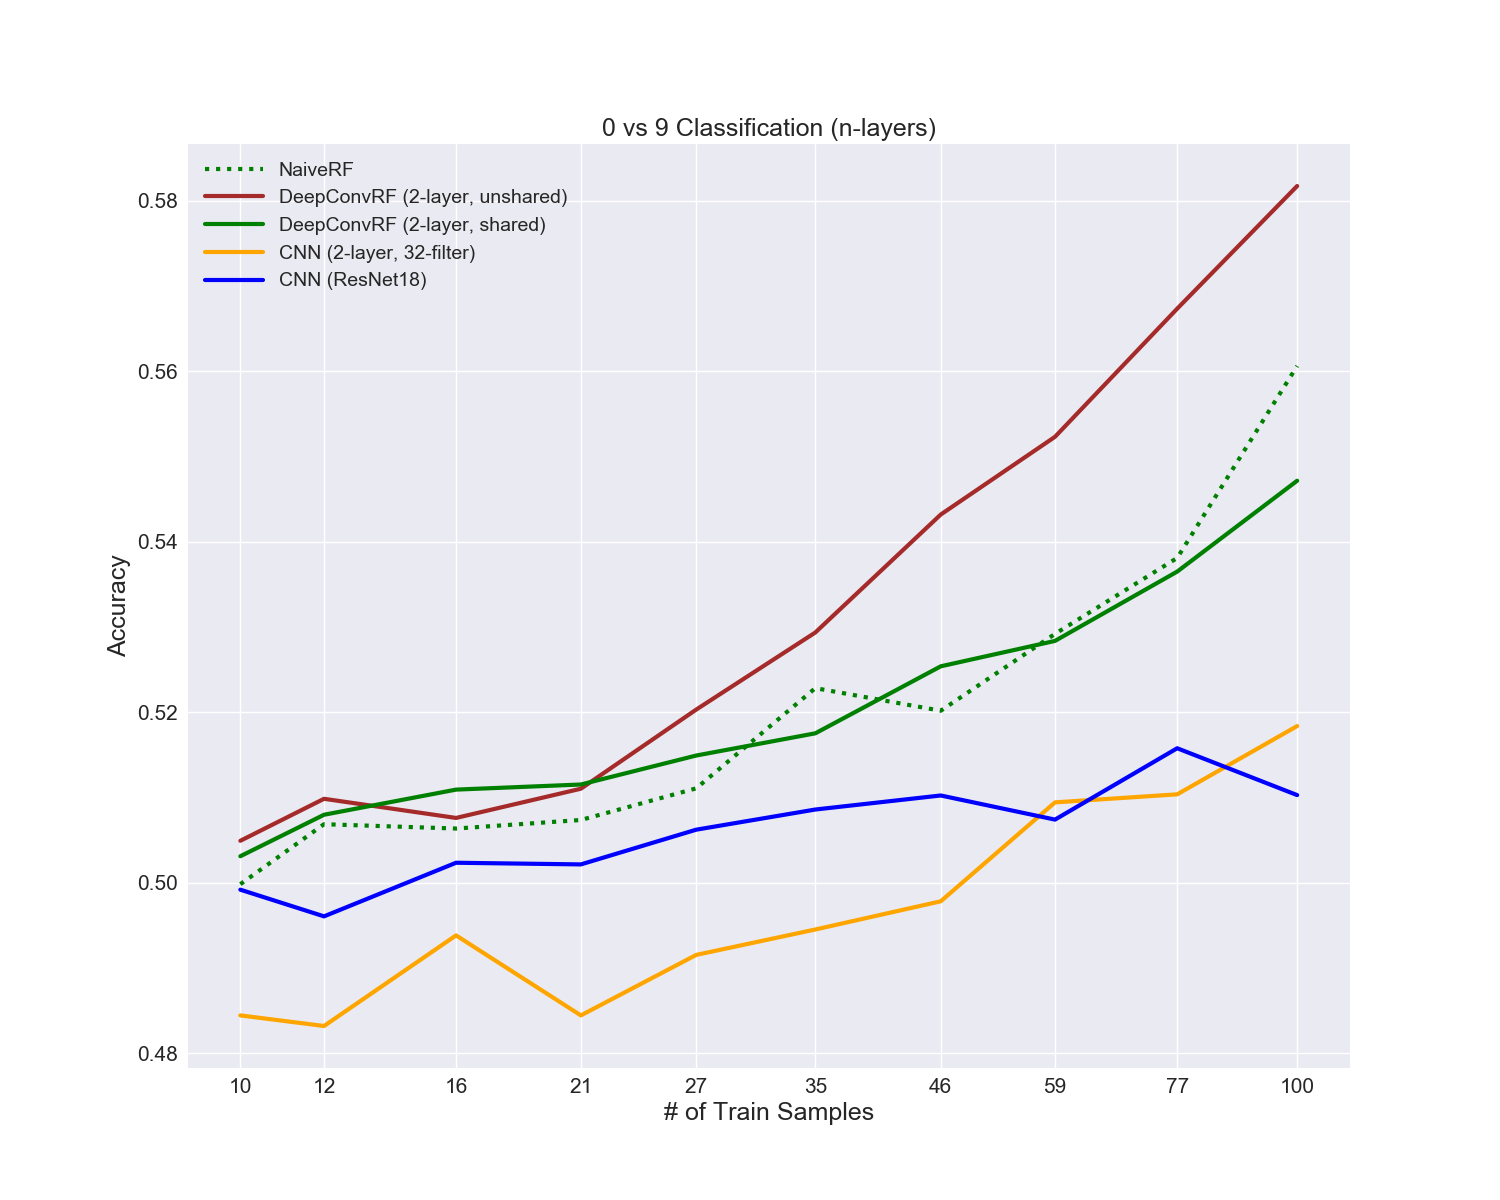 0 vs 9 Classification (n-layers)
NaiveRF
DeepConvRF (2-layer, unshared)
DeepConvRF (2-layer, shared)
CNN (2-layer, 32-filter)
CNN (ResNet18)
0.58
0.56
0.54
0.52
0.50
0.48
Accuracy
10 12 16 21 27 35 46 59 77 100
# of Train Samples